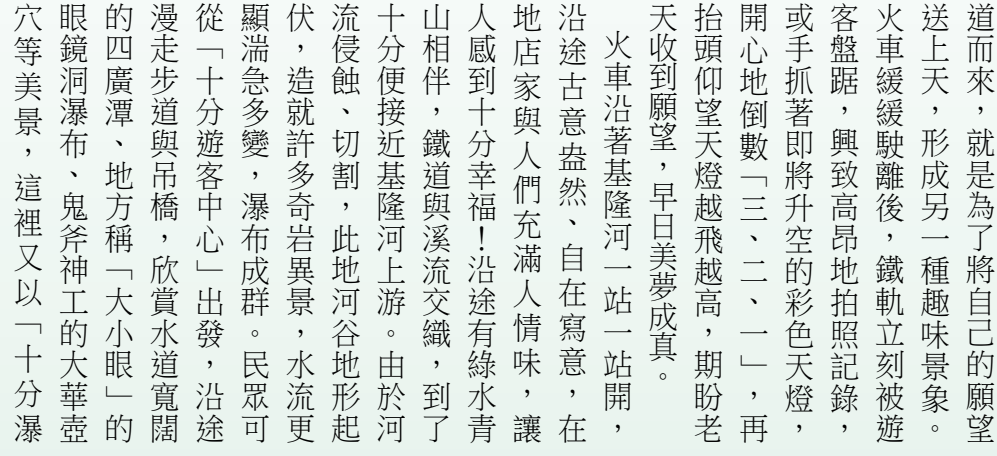 道而來，就是為了將自己的願望
送上天，形成另一種趣味景象。
火車緩緩駛離後，鐵軌立刻被遊
客盤踞，興致高昂地拍照記錄，
或手抓著即將升空的彩色天燈，
開心地倒數「三、二、一」，再
抬頭仰望天燈越飛越高，期盼老
天收到願望，早日美夢成真。
火車沿著基隆河一站一站開，
沿途古意盎然、自在寫意，在
地店家與人們充滿人情味，讓
人感到十分幸福！沿途有綠水青
山相伴，鐵道與溪流交織，到了
十分便接近基隆河上游。由於河
流侵蝕、切割，此地河谷地形起
伏，造就許多奇岩異景，水流更
顯湍急多變，瀑布成群。民眾可
從「十分遊客中心」出發，沿途
漫走步道與吊橋，欣賞水道寬闊
的四廣潭、地方稱「大小眼」的
眼鏡洞瀑布、鬼斧神工的大華壺
穴等美景，這裡又以「十分瀑